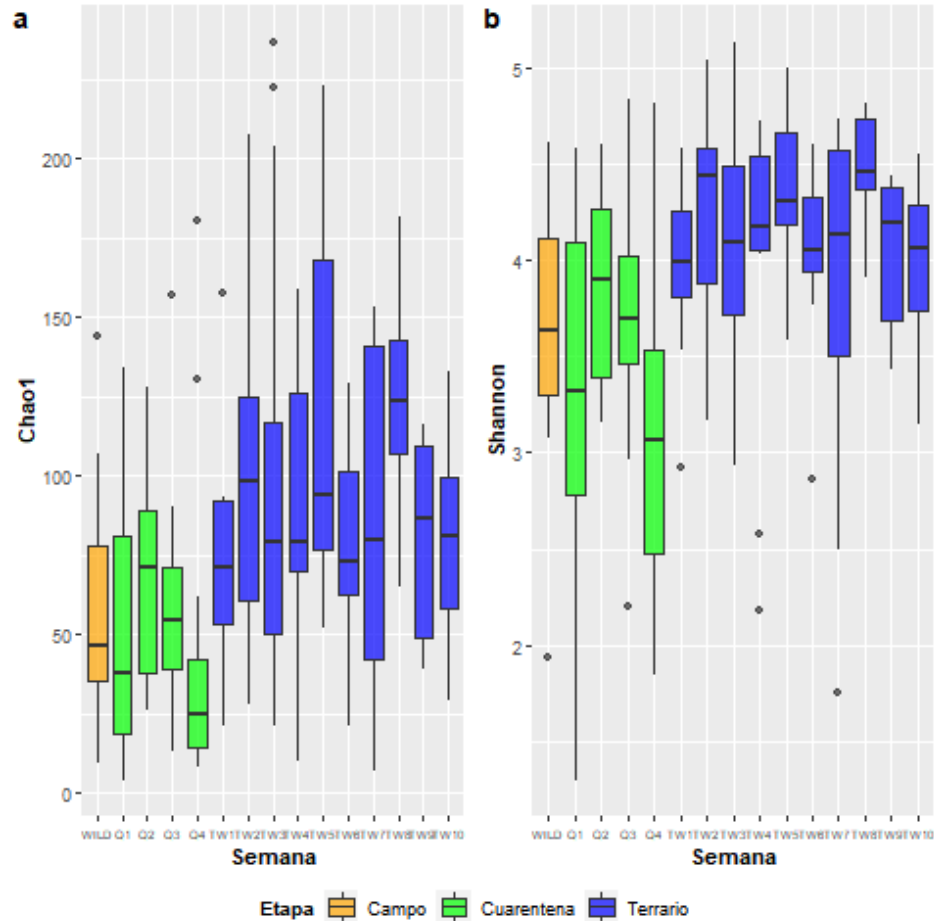 a
b
200
150
100
50
0
Chao1
5
4
3
2
Shannon
WILD Q1 Q2 Q3 Q4 TW1 TW2 TW3 TW4 TW5 TW6 TW7 TW8 TW9 TW10
WILD Q1 Q2 Q3 Q4 TW1 TW2 TW3 TW4 TW5 TW6 TW7 TW8 TW9 TW10
Semana
Semana
Etapa Campo Cuarentena Terrario